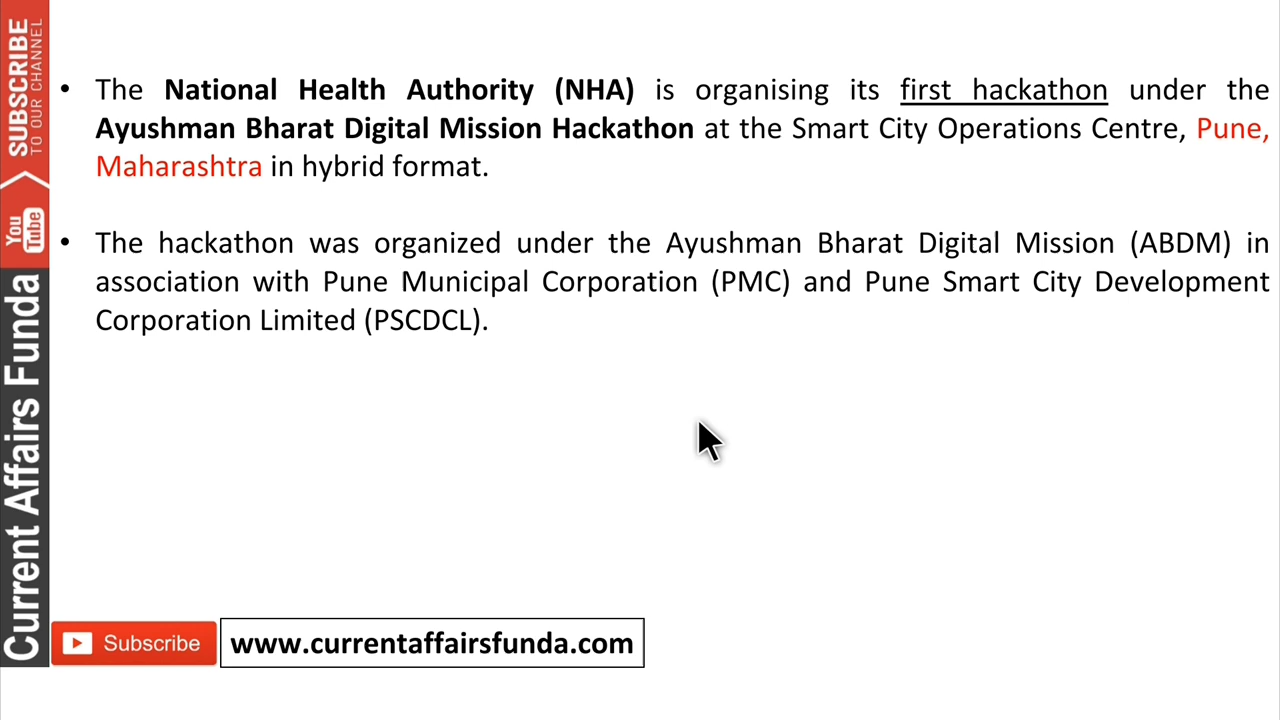 SUBSCRIBE
TO OUR CHANNEL
You
Tube
Current Affairs Funda
• The National Health Authority (NHA) is organising its first hackathon under the
Ayushman Bharat Digital Mission Hackathon at the Smart City Operations Centre, Pune,
Maharashtra in hybrid format.
• The hackathon was organized under the Ayushman Bharat Digital Mission (ABDM) in
association with Pune Municipal Corporation (PMC) and Pune Smart City Development
Corporation Limited (PSCDCL).
Subscribe
www.currentaffairsfunda.com